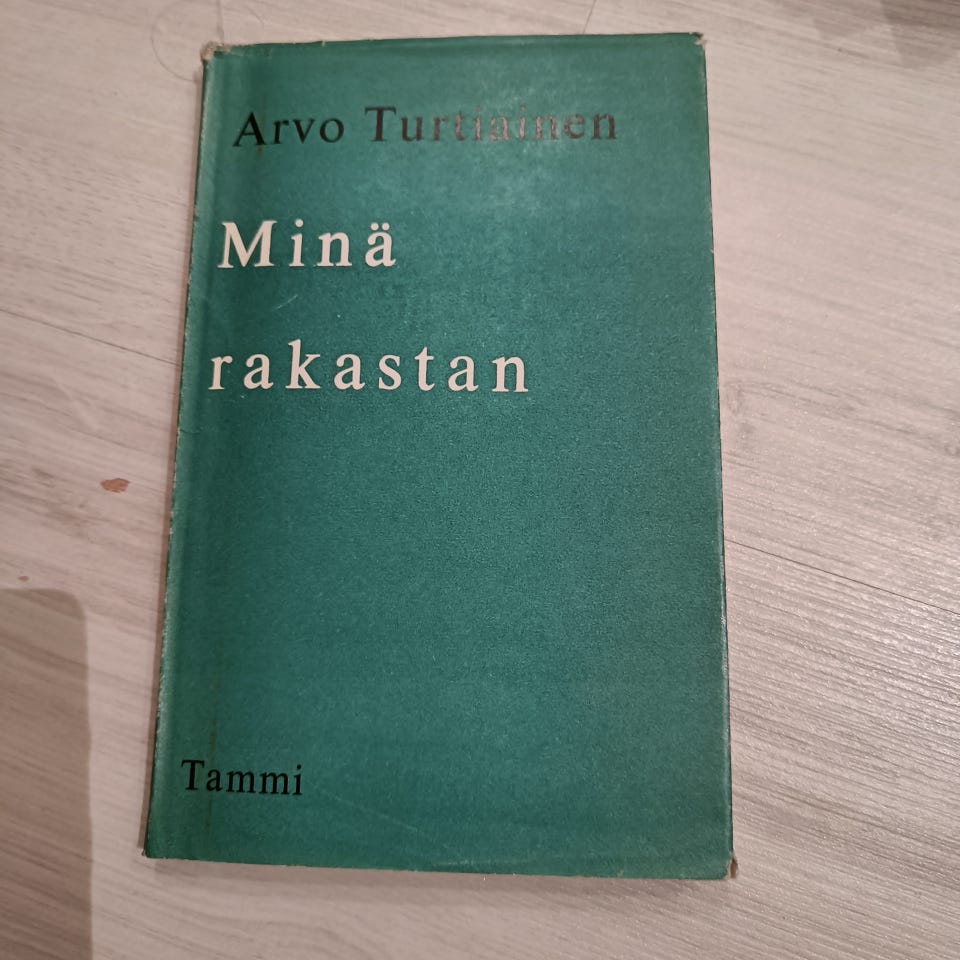 Arvo Turtiainen
Minä
rakastan
Tammi